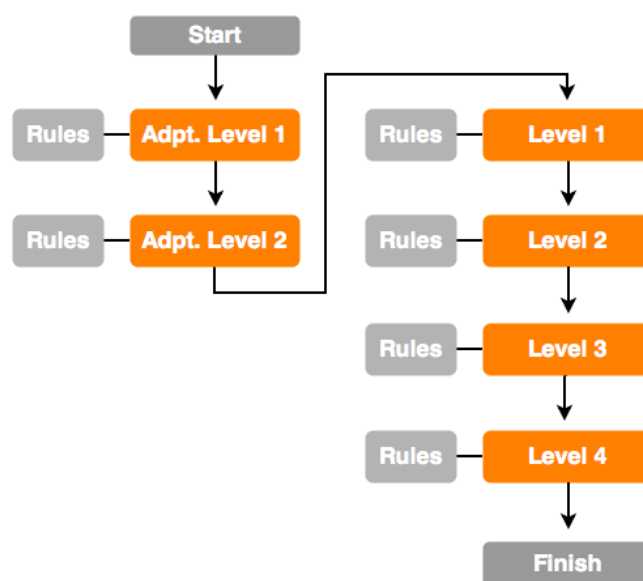 Start
Rules
Adpt. Level 1
Rules
Adpt. Level 2
Rules
Level 1
Rules
Level 2
Rules
Level 3
Rules
Level 4
Finish